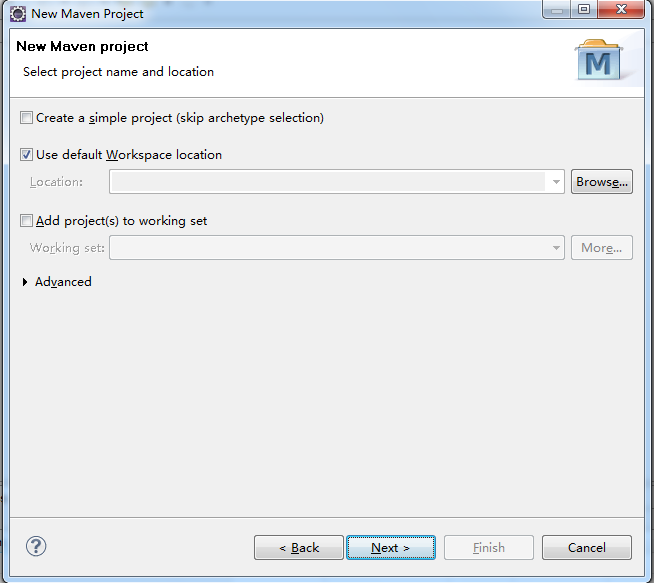 New Maven Project
New Maven project
Select project name and location
M
Create a simple project (skip archetype selection)
Use default Workspace location
Location:
Browse...
Add project(s) to working set
Working set:
More...
Advanced
?
< Back
Next >
Finish
Cancel